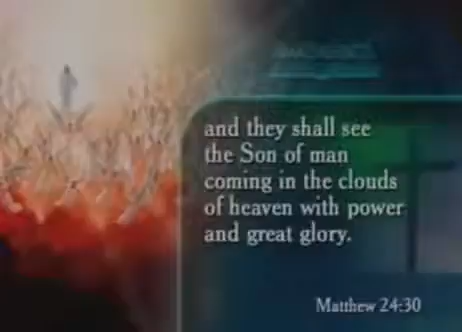 and they shall see
the Son of man
coming in the clouds
of heaven with power
and great glory.
Matthew 24:30